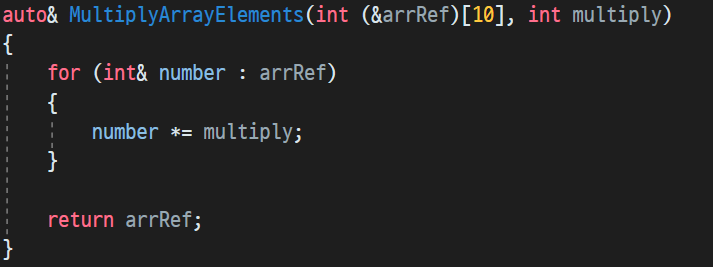 auto& MultiplyArrayElements(int (&arrRef)[10], int multiply)
{
    for (int& number : arrRef)
    {
        number *= multiply;
    }

    return arrRef;
}